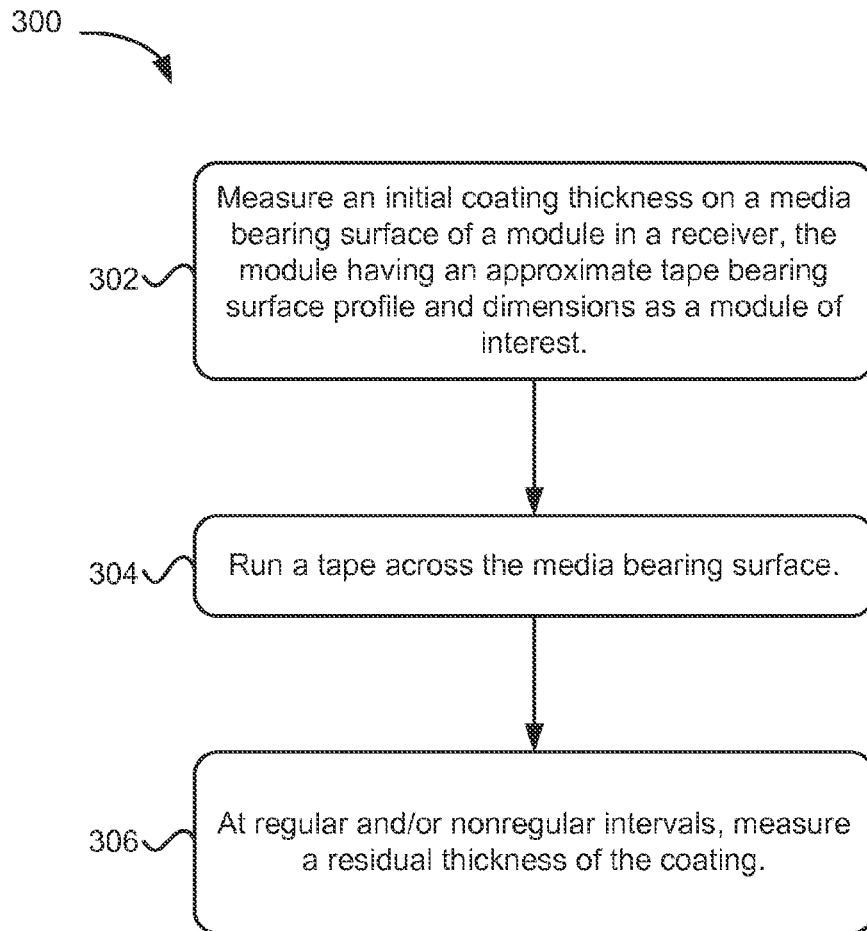 300
302
Measure an initial coating thickness on a media
bearing surface of a module in a receiver, the
module having an approximate tape bearing
surface profile and dimensions as a module of
interest.
304
Run a tape across the media bearing surface.
306
At regular and/or nonregular intervals, measure
a residual thickness of the coating.